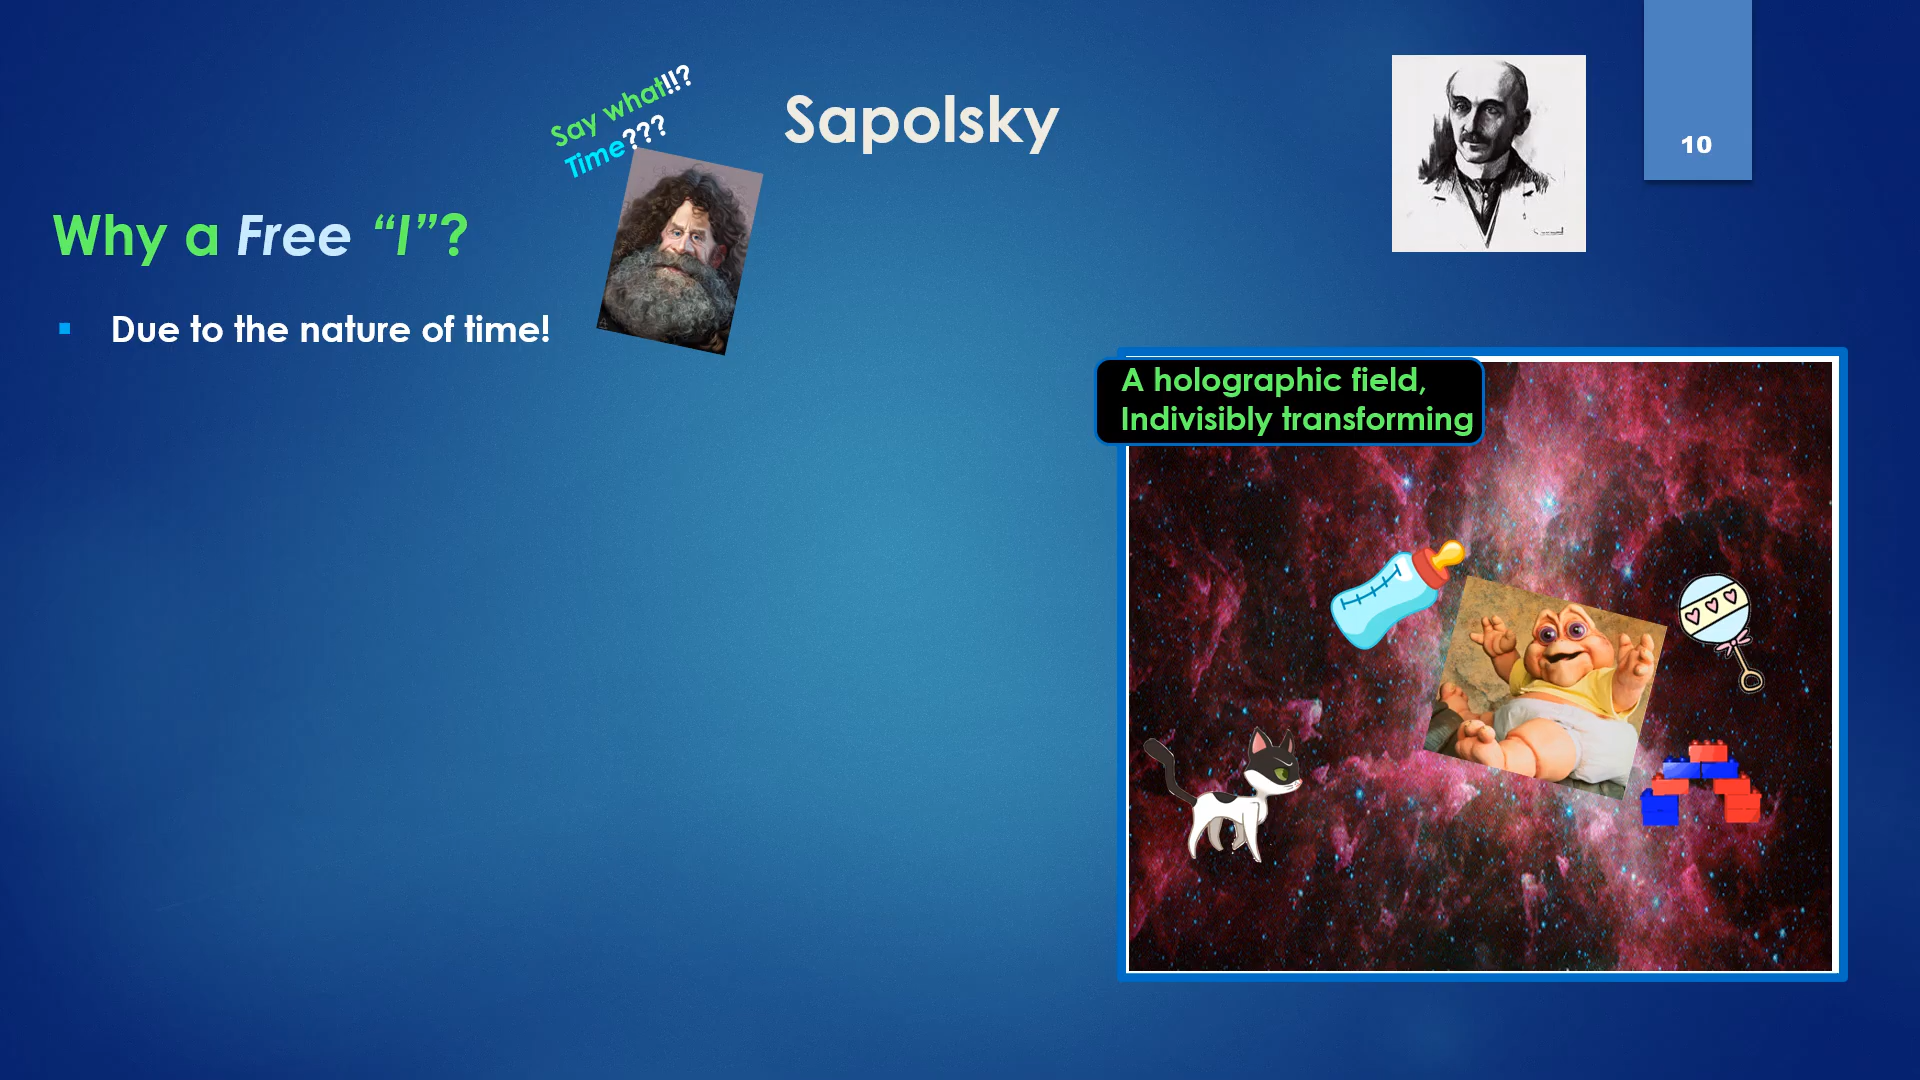 Say what!!?
Time???
Sapolsky
10
Why a Free “I”?
Due to the nature of time!
A holographic field,
Indivisibly transforming